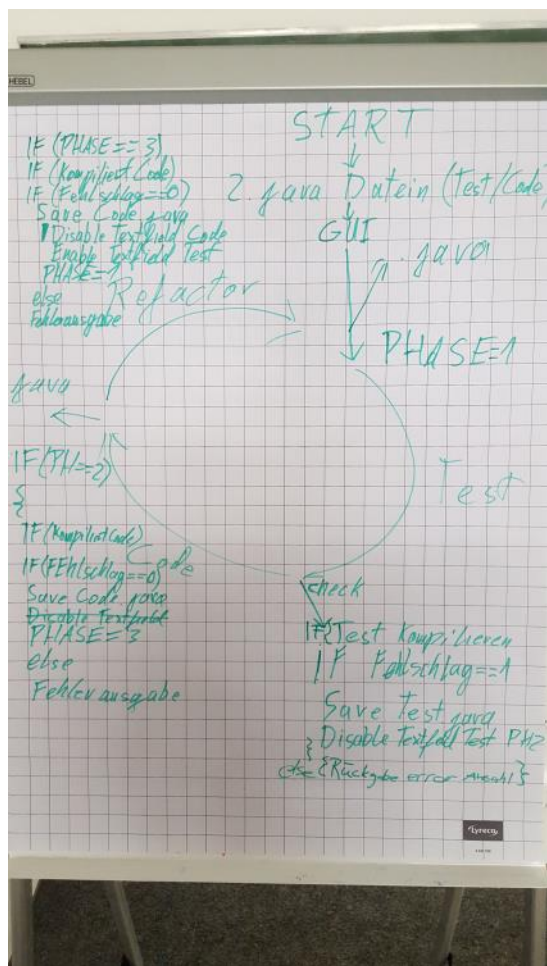 HEBEL
START
2. java Datein (Test/Code)
GUI
.java
PHASE=1
Test
check
IF(Test Kompilieren
IF Fehlschlag==1
Save Test java
Disable Textfeld Test PH2
}
else {Rückgabe error Anzahl}
IF (PHASE==3)
IF (Kompiliert Code)
IF (Fehlschlag==0)
Save Code java
Disable Textfield Code
Enable Textfield Test
PHASE=1
else
Fehlerausgabe
Refactor
java
IF(PH==2)
{
IF(Kompiliert Code)
Code
IF(FEhlschlag==0)
Save Code java
Disable Textfield
PHASE=3
else
Fehlerausgabe
Lyreco